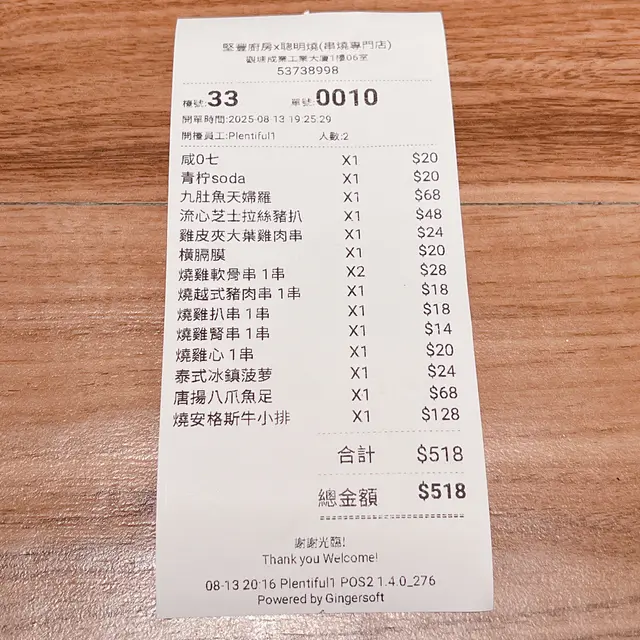 堅豐廚房x聰明燒(串燒專門店)
觀塘成業工業大廈1樓06室
53738998
檯號:33 單號:0010
開單時間:2025-08-13 19:25:29
開檯員工:Plentiful1 人數:2
咸0七 X1 $20
青柠soda X1 $20
九肚魚天婦羅 X1 $68
流心芝士拉絲豬扒 X1 $48
雞皮夾大葉雞肉串 X1 $24
橫膈膜 X1 $20
燒雞軟骨串 1串 X2 $28
燒越式豬肉串 1串 X1 $18
燒雞扒串 1串 X1 $18
燒雞腎串 1串 X1 $14
燒雞心 1串 X1 $20
泰式冰鎮菠萝 X1 $24
唐揚八爪魚足 X1 $68
燒安格斯牛小排 X1 $128
合計 $518
總金額 $518
謝謝光臨!
Thank you Welcome!
08-13 20:16 Plentiful1 POS2 1.4.0_276
Powered by Gingersoft